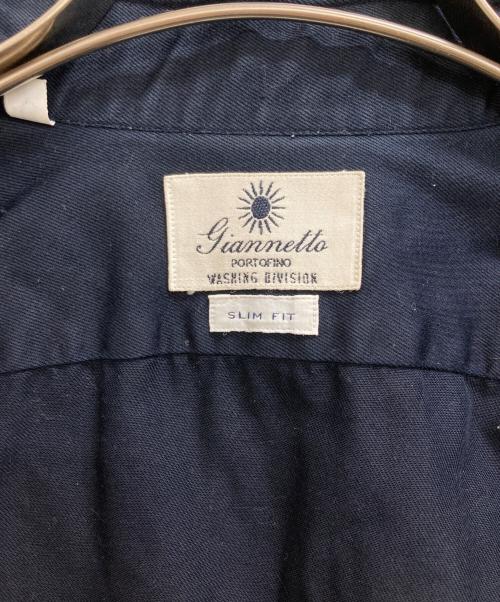 Giannetto
PORTOFINO
WASHING DIVISION
SLIM FIT